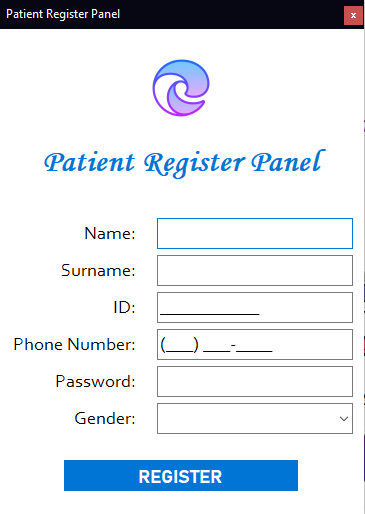 Patient Register Panel
x
Patient Register Panel
Name:
Surname:
ID: ___________
Phone Number: (___) ___-____
Password:
Gender:
REGISTER